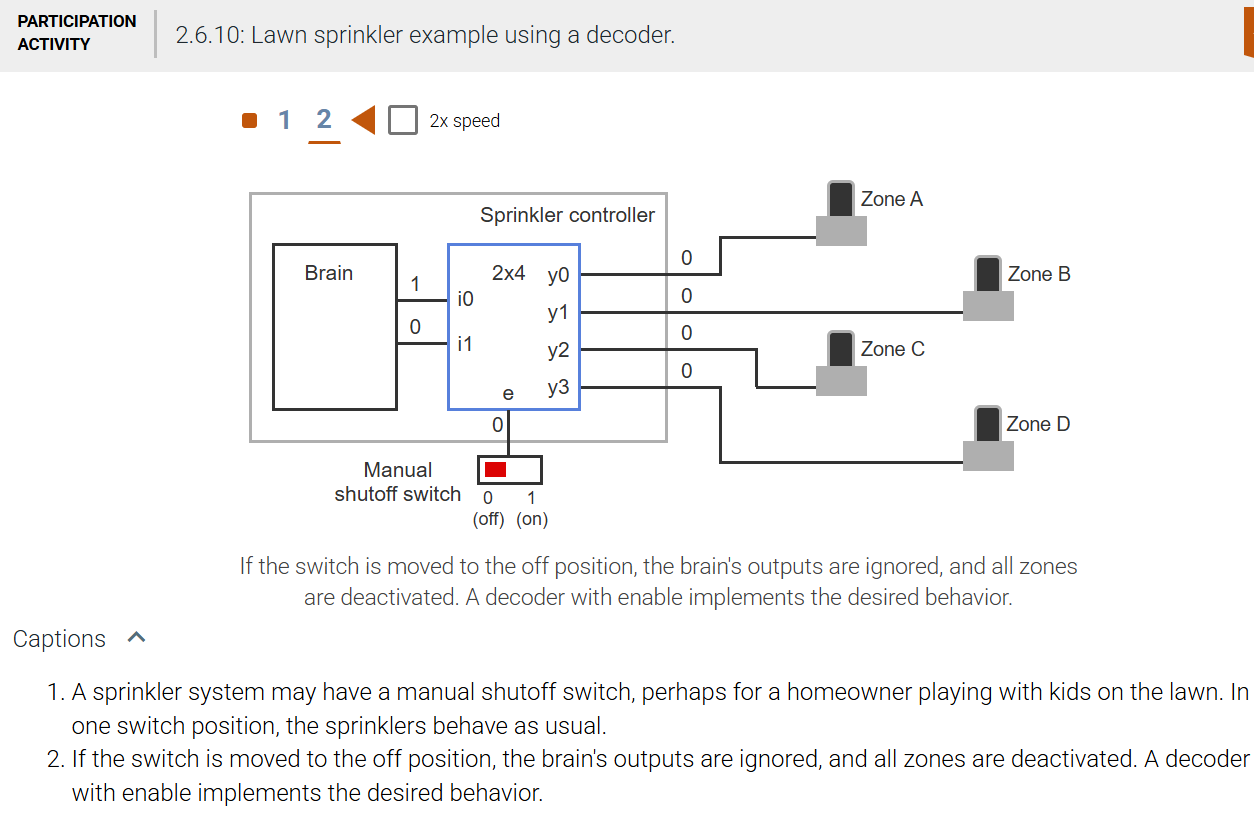 PARTICIPATION
ACTIVITY
2.6.10: Lawn sprinkler example using a decoder.
1 2 2x speed
Sprinkler controller
Brain
1
0
i0
i1
2x4
e
y0
y1
y2
y3
0
0
0
0
0
Zone A
Zone B
Zone C
Zone D
Manual
shutoff switch
0 1
(off) (on)
If the switch is moved to the off position, the brain's outputs are ignored, and all zones
are deactivated. A decoder with enable implements the desired behavior.
Captions
1. A sprinkler system may have a manual shutoff switch, perhaps for a homeowner playing with kids on the lawn. In
one switch position, the sprinklers behave as usual.
2. If the switch is moved to the off position, the brain's outputs are ignored, and all zones are deactivated. A decoder
with enable implements the desired behavior.